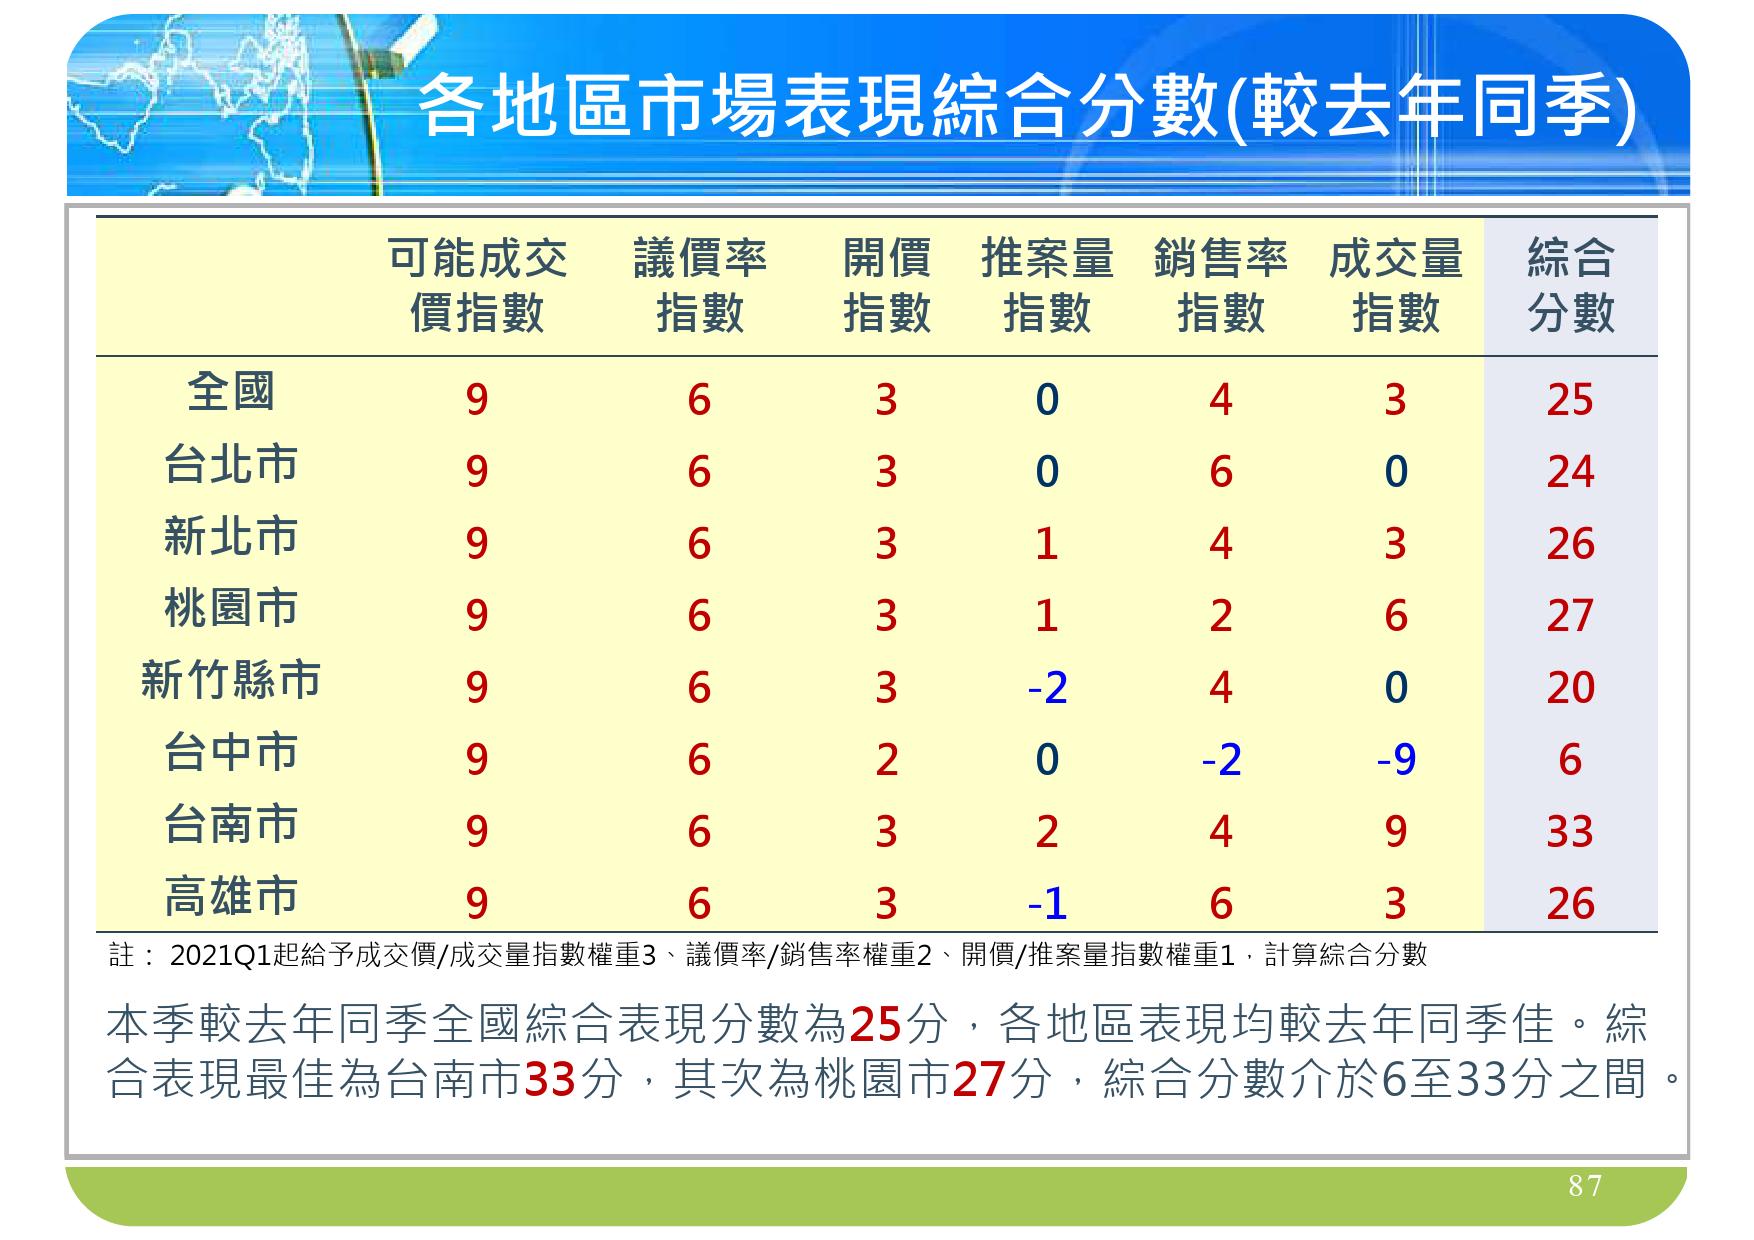 各地區市場表現綜合分數(較去年同季)
可能成交價指數 議價率指數 開價指數 推案量指數 銷售率指數 成交量指數 綜合分數
全國 9 6 3 0 4 3 25
台北市 9 6 3 0 6 0 24
新北市 9 6 3 1 4 3 26
桃園市 9 6 3 1 2 6 27
新竹縣市 9 6 3 -2 4 0 20
台中市 9 6 2 0 -2 -9 6
台南市 9 6 3 2 4 9 33
高雄市 9 6 3 -1 6 3 26
註： 2021Q1起給予成交價/成交量指數權重3、議價率/銷售率權重2、開價/推案量指數權重1，計算綜合分數
本季較去年同季全國綜合表現分數為25分，各地區表現均較去年同季佳。綜
合表現最佳為台南市33分，其次為桃園市27分，綜合分數介於6至33分之間。
87